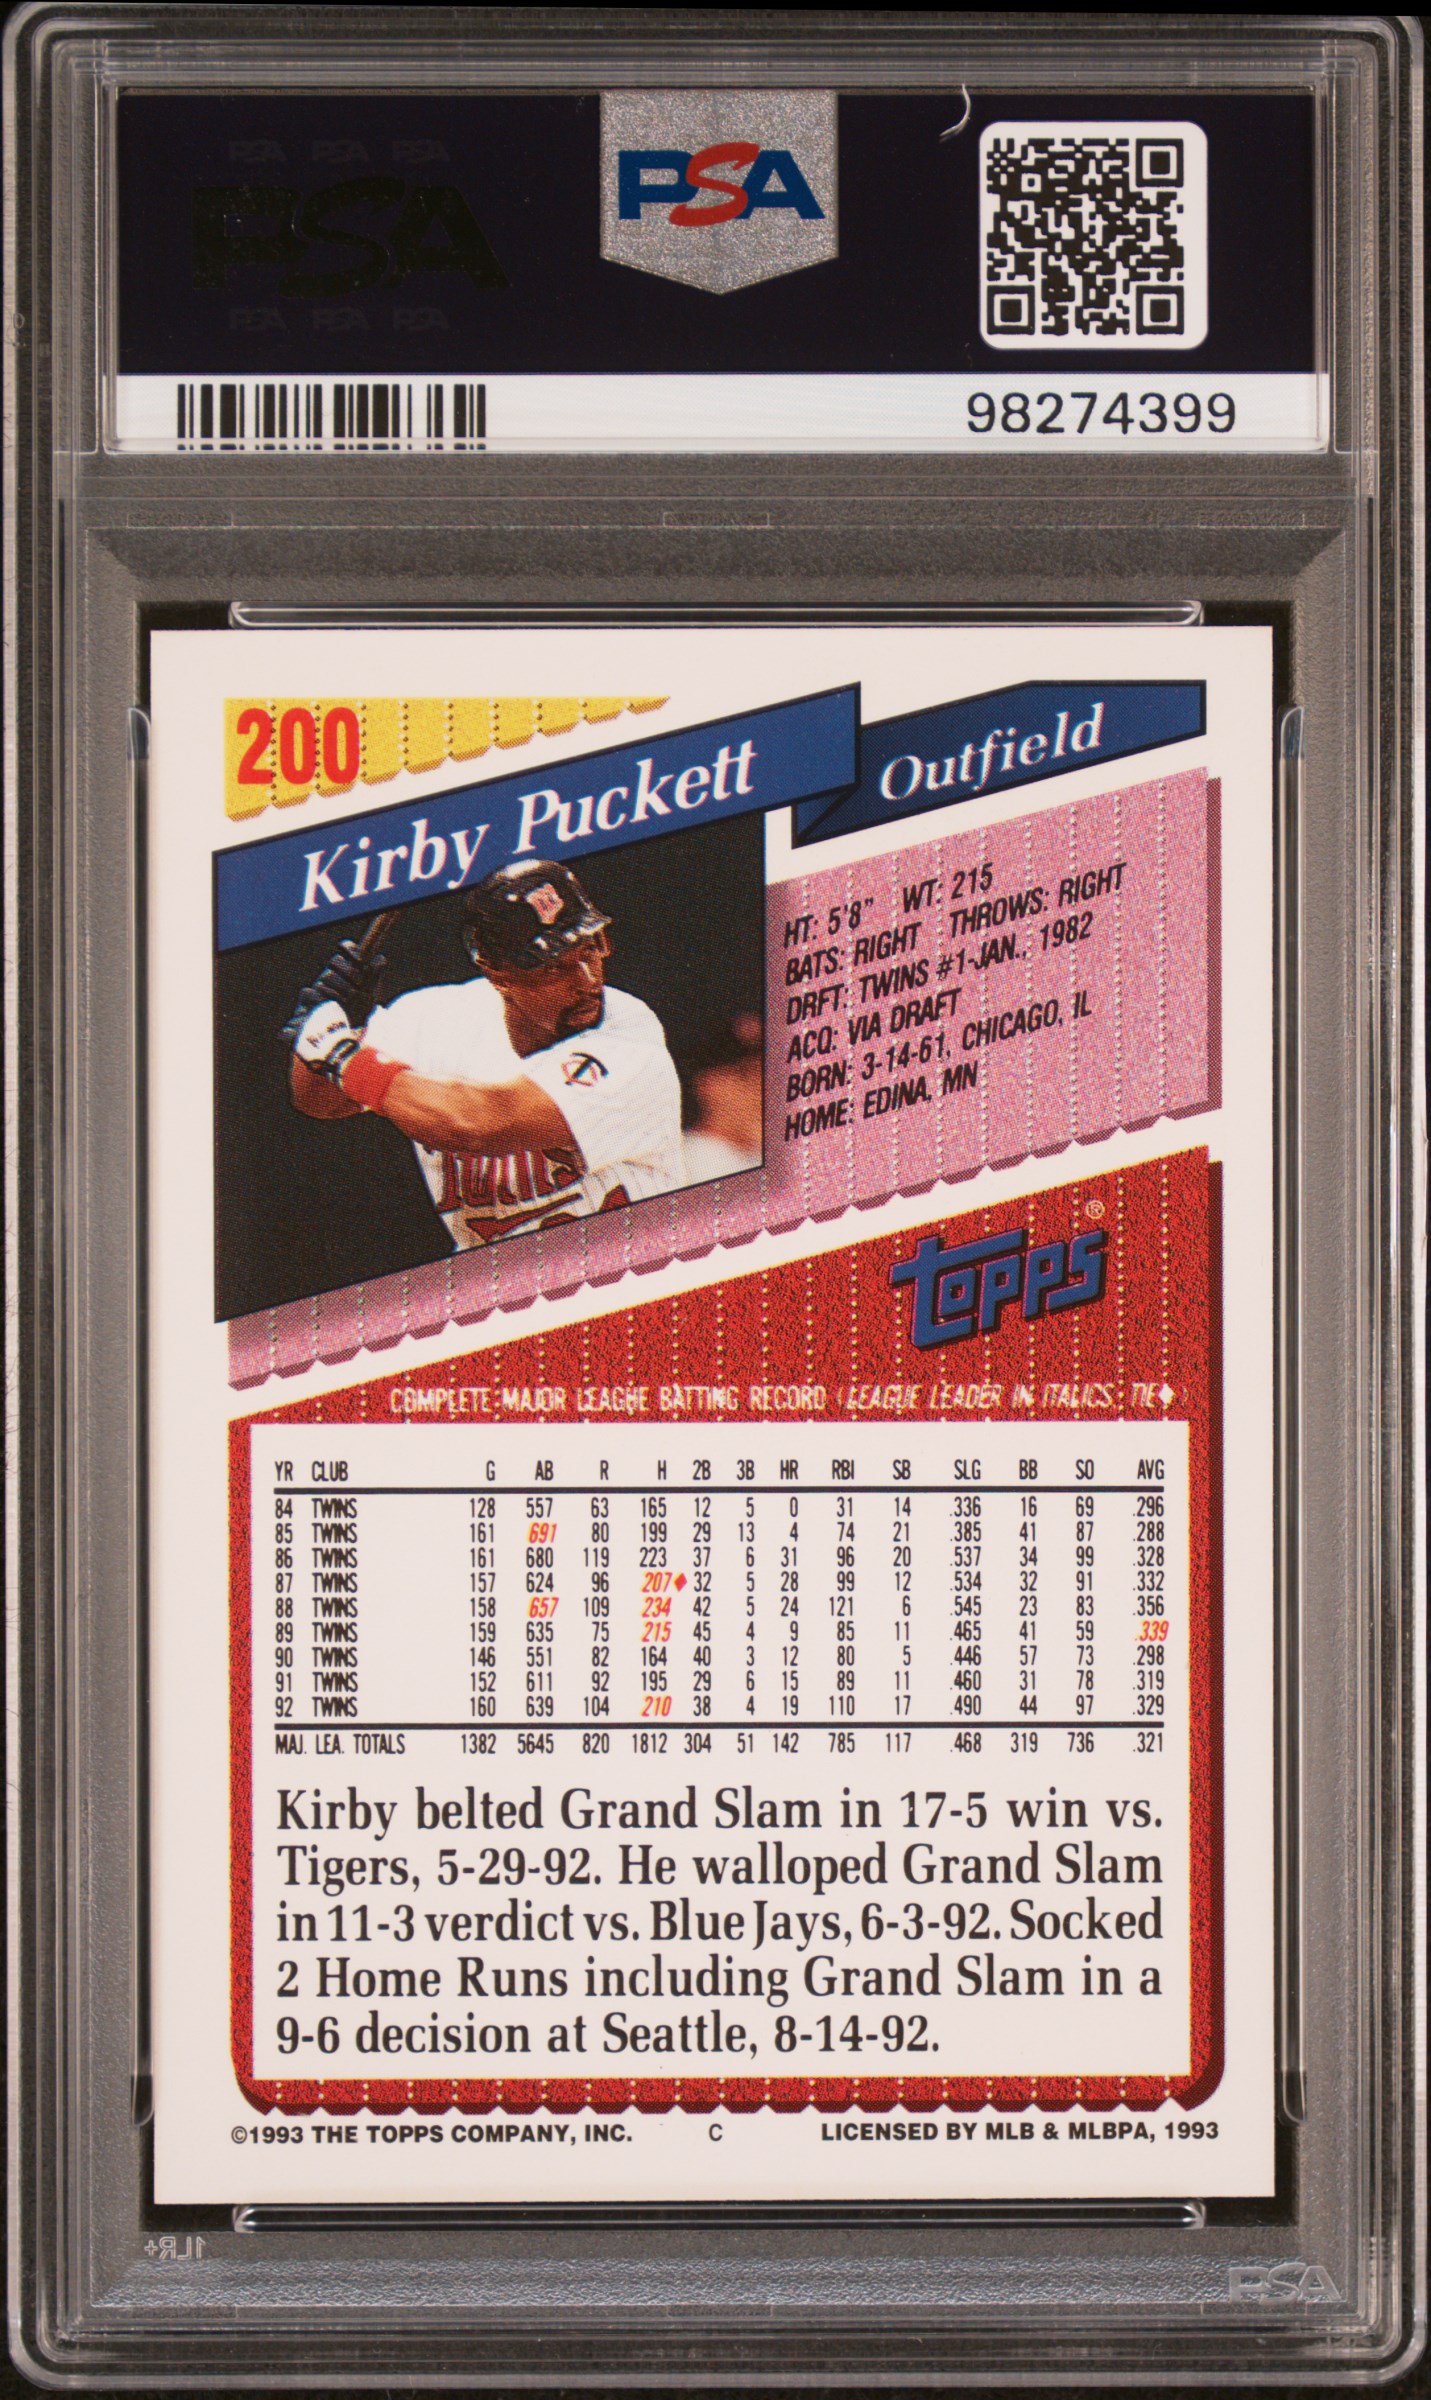 PSA PSA PSA
PSA
PSA PSA PSA
PSA
98274399
200
Kirby Puckett
Outfield
HT: 5'8" WT: 215
BATS: RIGHT THROWS: RIGHT
DRFT: TWINS #1-JAN., 1982
ACQ: VIA DRAFT
BORN: 3-14-61, CHICAGO, IL
HOME: EDINA, MN
topps®
COMPLETE MAJOR LEAGUE BATTING RECORD (LEAGUE LEADER IN ITALICS, TIE♦)
YR CLUB G AB R H 2B 3B HR RBI SB SLG BB SO AVG
84 TWINS 128 557 63 165 12 5 0 31 14 .336 16 69 .296
85 TWINS 161 691 80 199 29 13 4 74 21 .385 41 87 .288
86 TWINS 161 680 119 223 37 6 31 96 20 .537 34 99 .328
87 TWINS 157 624 96 207♦ 32 5 28 99 12 .534 32 91 .332
88 TWINS 158 657 109 234 42 5 24 121 6 .545 23 83 .356
89 TWINS 159 635 75 215 45 4 9 85 11 .465 41 59 .339
90 TWINS 146 551 82 164 40 3 12 80 5 .446 57 73 .298
91 TWINS 152 611 92 195 29 6 15 89 11 .460 31 78 .319
92 TWINS 160 639 104 210 38 4 19 110 17 .490 44 97 .329
MAJ. LEA. TOTALS 1382 5645 820 1812 304 51 142 785 117 .468 319 736 .321
Kirby belted Grand Slam in 17-5 win vs.
Tigers, 5-29-92. He walloped Grand Slam
in 11-3 verdict vs. Blue Jays, 6-3-92. Socked
2 Home Runs including Grand Slam in a
9-6 decision at Seattle, 8-14-92.
©1993 THE TOPPS COMPANY, INC. C LICENSED BY MLB & MLBPA, 1993
1LR+
PSA